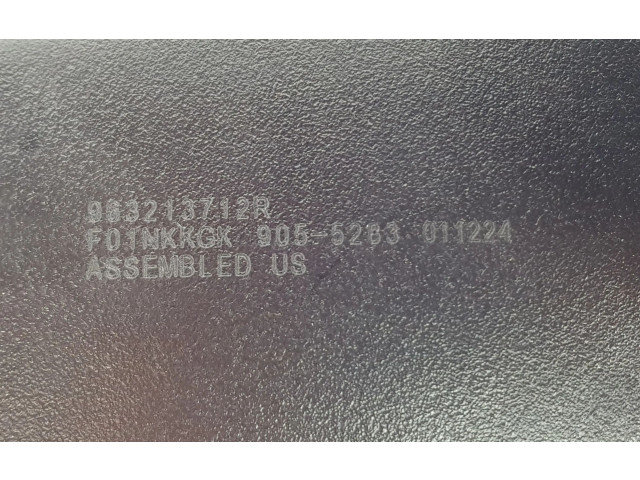 963213712R
F01NKKGK 905-5263 011224
ASSEMBLED US